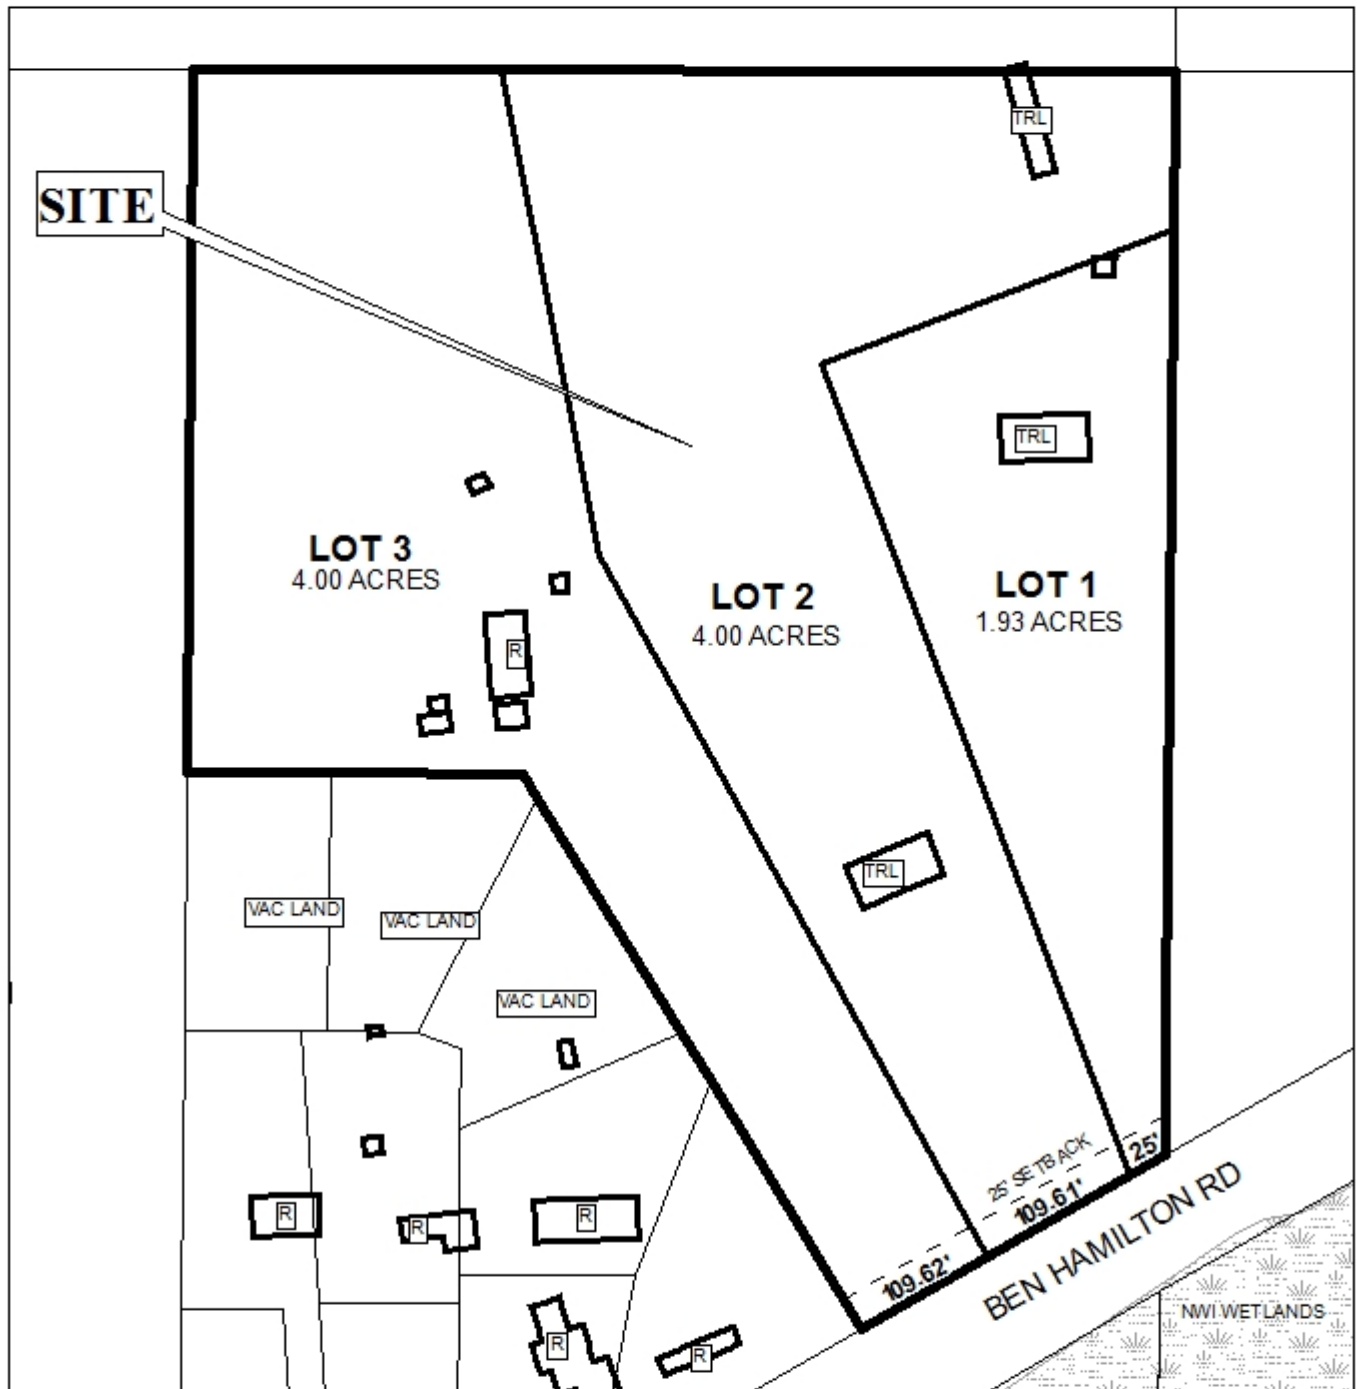 TRL
SITE
TRL
LOT 3
4.00 ACRES
LOT 2
4.00 ACRES
LOT 1
1.93 ACRES
R
TRL
VAC LAND
VAC LAND
VAC LAND
25' SETBACK
25'
109.61'
109.62'
BEN HAMILTON RD
R
R
R
NWI WETLANDS
R
R